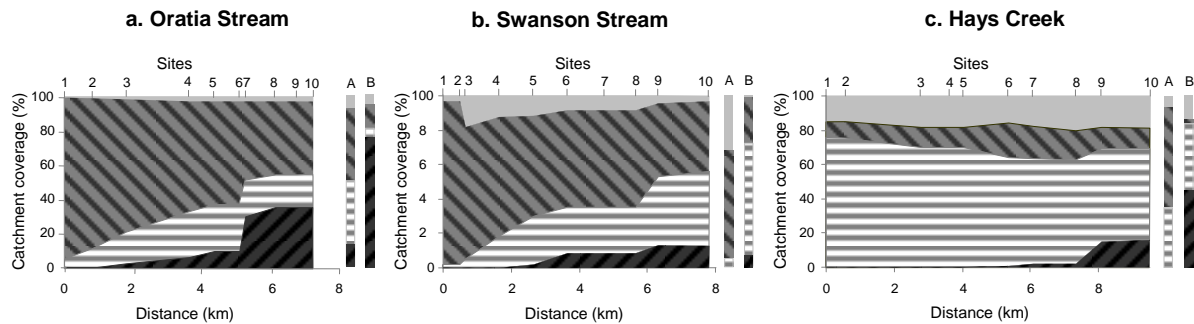 a. Oratia Stream
b. Swanson Stream
c. Hays Creek
Sites
1 2 3 4 5 6 7 8 9 10 A B
Catchment coverage (%)
100
80
60
40
20
0
0 2 4 6 8
Distance (km)
Sites
1 2 3 4 5 6 7 8 9 10 A B
Catchment coverage (%)
100
8
6
4
2
0
0 2 4 6 8
Distance (km)
Sites
1 2 3 4 5 6 7 8 9 10 A B
Catchment coverage (%)
100
80
60
40
20
0
0 2 4 6 8
Distance (km)